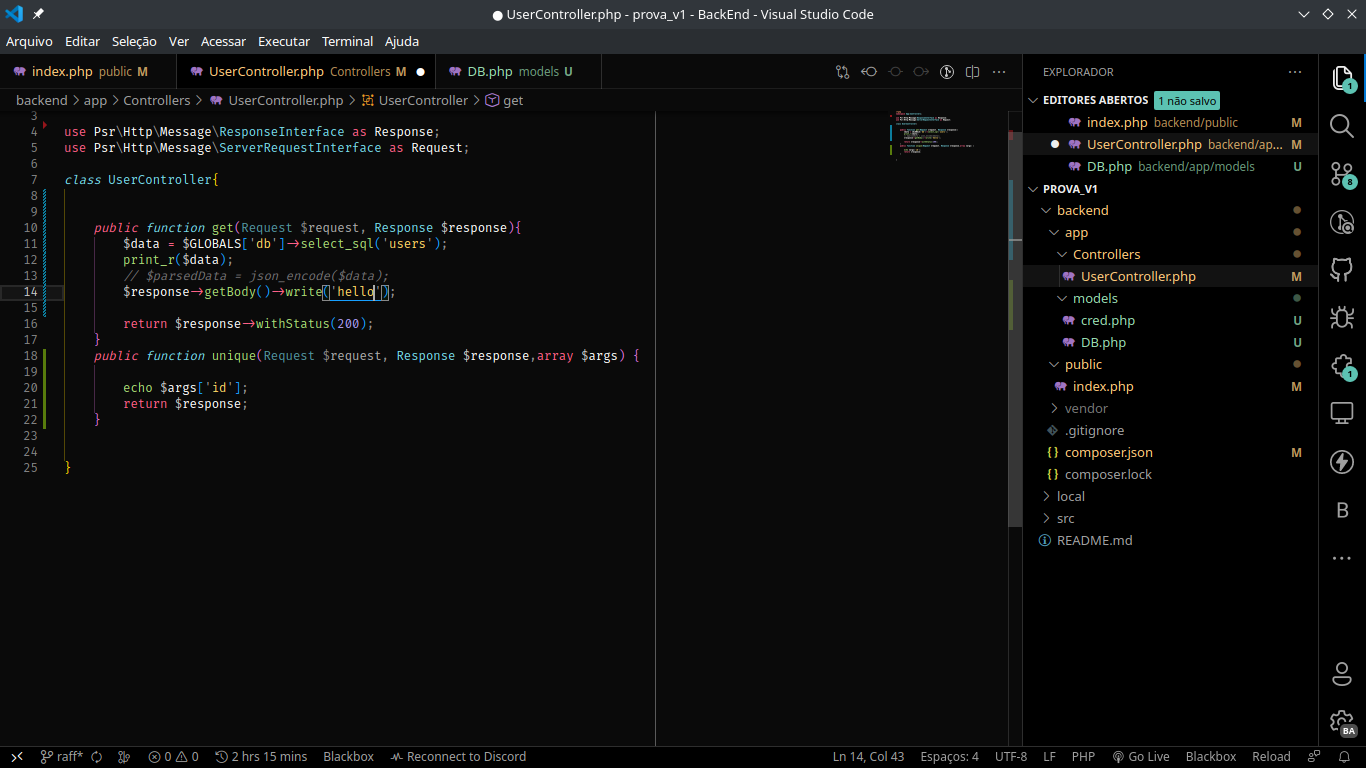 UserController.php - prova_v1 - BackEnd - Visual Studio Code
Arquivo Editar Seleção Ver Acessar Executar Terminal Ajuda
index.php public M UserController.php Controllers M DB.php models U
backend > app > Controllers > UserController.php > UserController > get
3
4 use Psr\Http\Message\ResponseInterface as Response;
5 use Psr\Http\Message\ServerRequestInterface as Request;
6
7 class UserController{
8
9
10 public function get(Request $request, Response $response){
11 $data = $GLOBALS['db']->select_sql('users');
12 print_r($data);
13 // $parsedData = json_encode($data);
14 $response->getBody()->write('hello');
15
16 return $response->withStatus(200);
17 }
18 public function unique(Request $request, Response $response,array $args) {
19
20 echo $args['id'];
21 return $response;
22 }
23
24
25 }
EXPLORADOR
EDITORES ABERTOS 1 não salvo
index.php backend/public M
UserController.php backend/ap... M
DB.php backend/app/models U
PROVA_V1
backend
app
Controllers
UserController.php M
models
cred.php U
DB.php U
public
index.php M
vendor
.gitignore
composer.json M
composer.lock
local
src
README.md
1
8
1
B
BA
raff* 0 0 2 hrs 15 mins Blackbox Reconnect to Discord Ln 14, Col 43 Espaços: 4 UTF-8 LF PHP Go Live Blackbox Reload